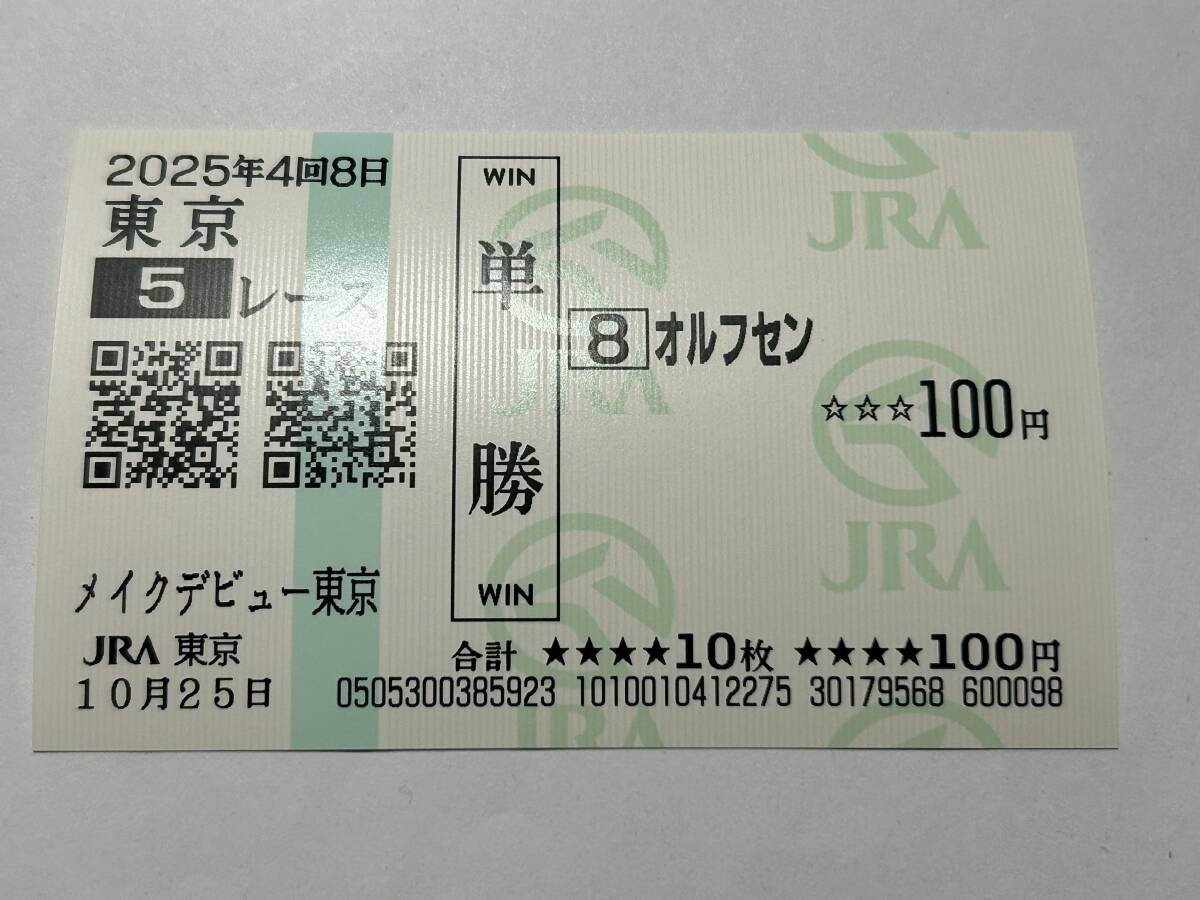 2025年4回8日
東京
5レース
WIN
単勝
WIN
8オルフセン
☆☆☆100円
メイクデビュー東京
JRA 東京
10月25日
合計 ★★★★10枚 ★★★★100円
0505300385923 1010010412275 30179568 600098
JRA
JRA
JRA
JRA